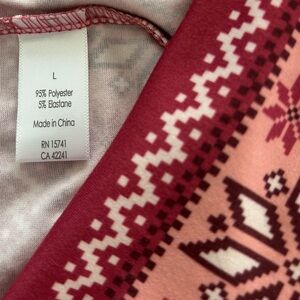 L
95% Polyester
5% Elastane
Made in China
RN 15741
CA 42241